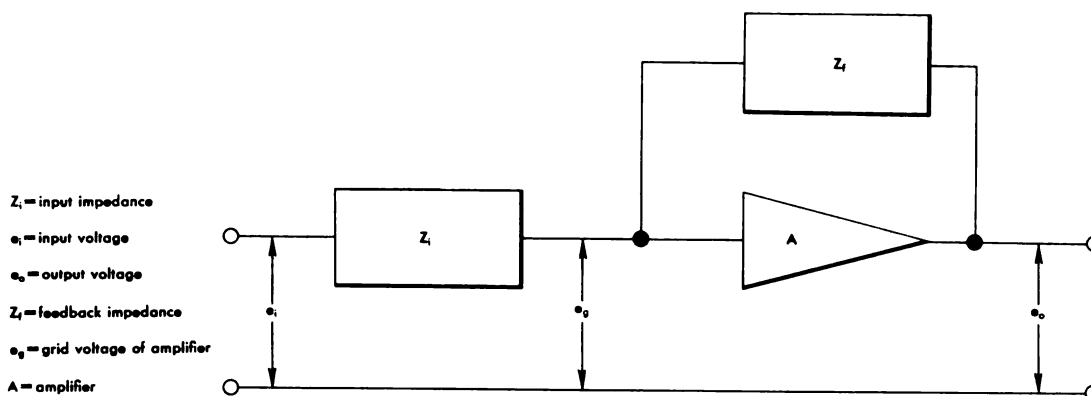 Zf
Zi
A
Zi=input impedance
ei=input voltage
eo=output voltage
Zf=feedback impedance
eg=grid voltage of amplifier
A=amplifier
ei
eg
eo